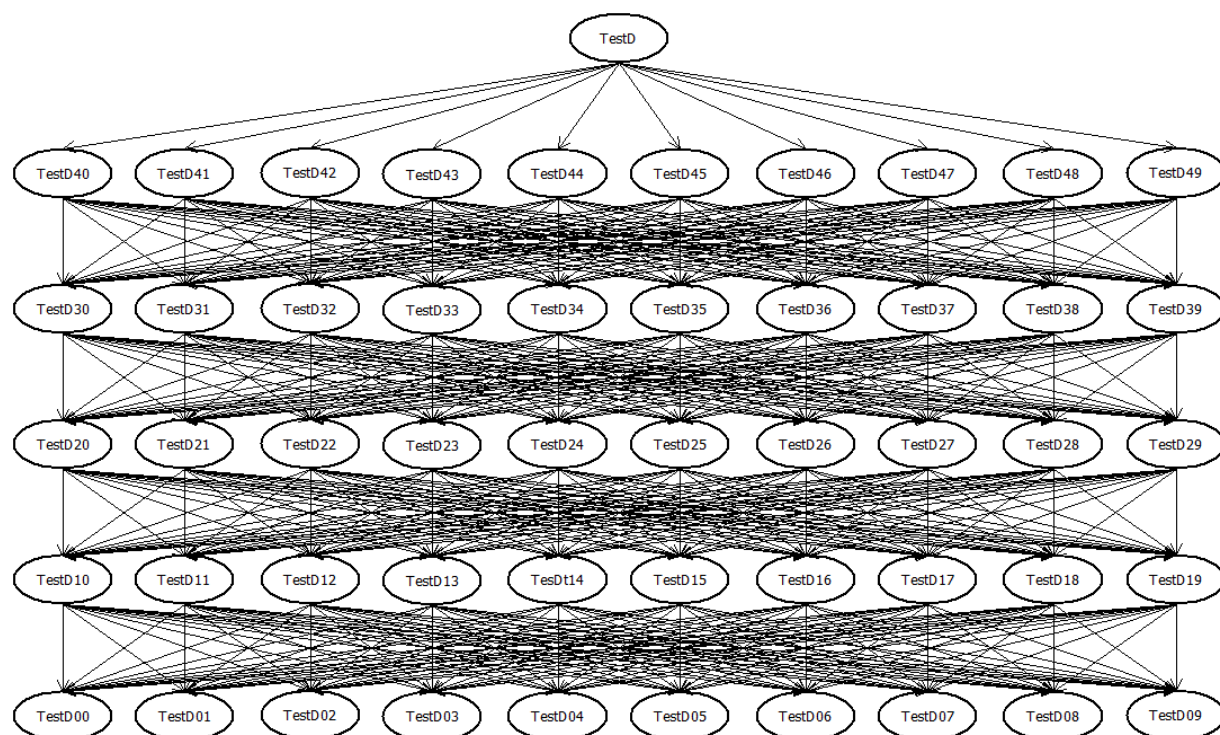 TestD
TestD40 TestD41 TestD42 TestD43 TestD44 TestD45 TestD46 TestD47 TestD48 TestD49
TestD30 TestD31 TestD32 TestD33 TestD34 TestD35 TestD36 TestD37 TestD38 TestD39
TestD20 TestD21 TestD22 TestD23 TestD24 TestD25 TestD26 TestD27 TestD28 TestD29
TestD10 TestD11 TestD12 TestD13 TesDt14 TestD15 TestD16 TestD17 TestD18 TestD19
TestD00 TestD01 TestD02 TestD03 TestD04 TestD05 TestD06 TestD07 TestD08 TestD09